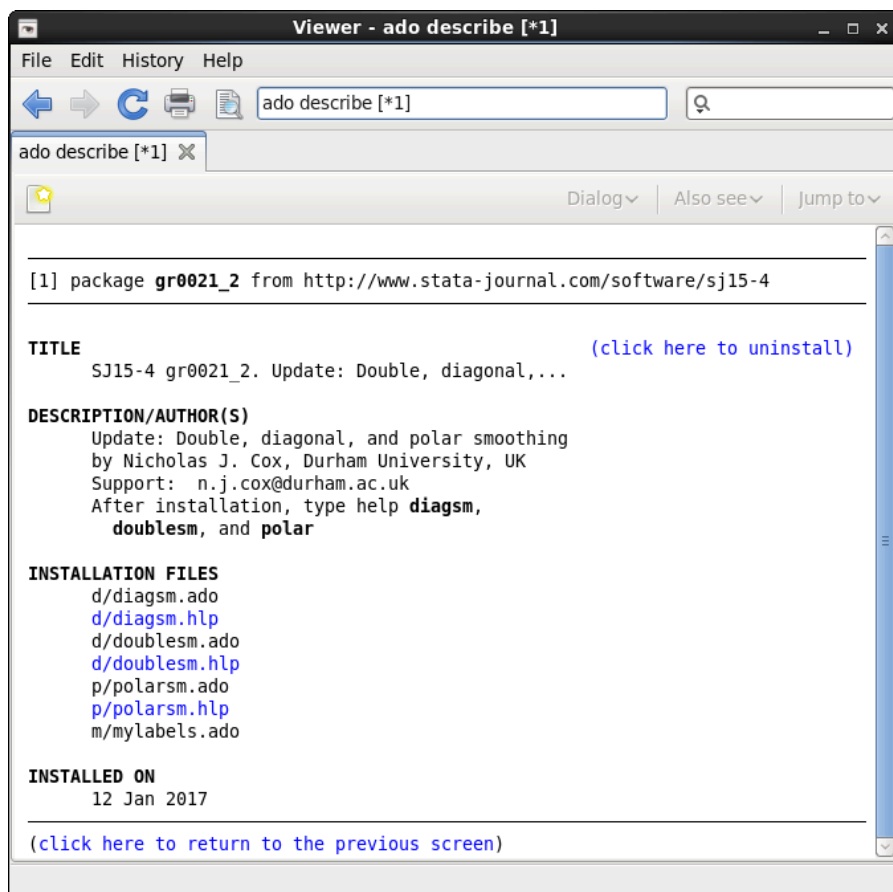 Viewer - ado describe [*1]
File Edit History Help
ado describe [*1]
ado describe [*1]
Dialog Also see Jump to
[1] package gr0021_2 from http://www.stata-journal.com/software/sj15-4
TITLE (click here to uninstall)
SJ15-4 gr0021_2. Update: Double, diagonal,...
DESCRIPTION/AUTHOR(S)
Update: Double, diagonal, and polar smoothing
by Nicholas J. Cox, Durham University, UK
Support: n.j.cox@durham.ac.uk
After installation, type help diagsm,
doublesm, and polar
INSTALLATION FILES
d/diagsm.ado
d/diagsm.hlp
d/doublesm.ado
d/doublesm.hlp
p/polarsm.ado
p/polarsm.hlp
m/mylabels.ado
INSTALLED ON
12 Jan 2017
(click here to return to the previous screen)